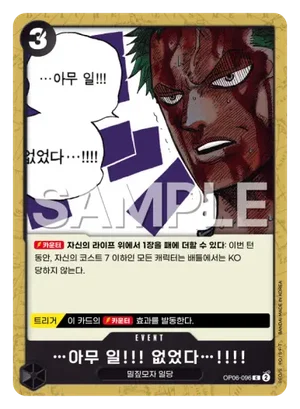 3
…아무 일!!!
없었다…!!!!
SAMPLE
카운터 자신의 라이프 위에서 1장을 패에 더할 수 있다: 이번 턴
동안, 자신의 코스트 7 이하인 모든 캐릭터는 배틀에서는 KO
당하지 않는다.
트리거 이 카드의 카운터 효과를 발동한다.
EVENT
…아무 일!!! 없었다…!!!!
밀짚모자 일당
OP06-096 R 2